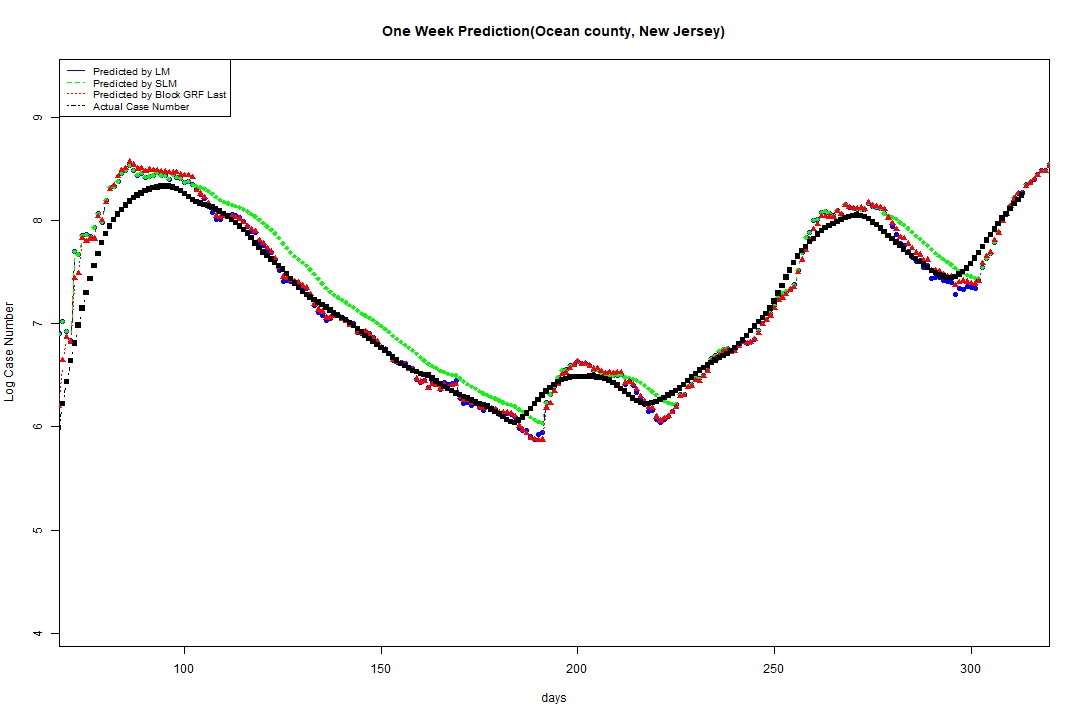 One Week Prediction(Ocean county, New Jersey)
Predicted by LM
Predicted by SLM
Predicted by Block GRF Last
Actual Case Number
9
8
7
6
5
4
Log Case Number
100 150 200 250 300
days